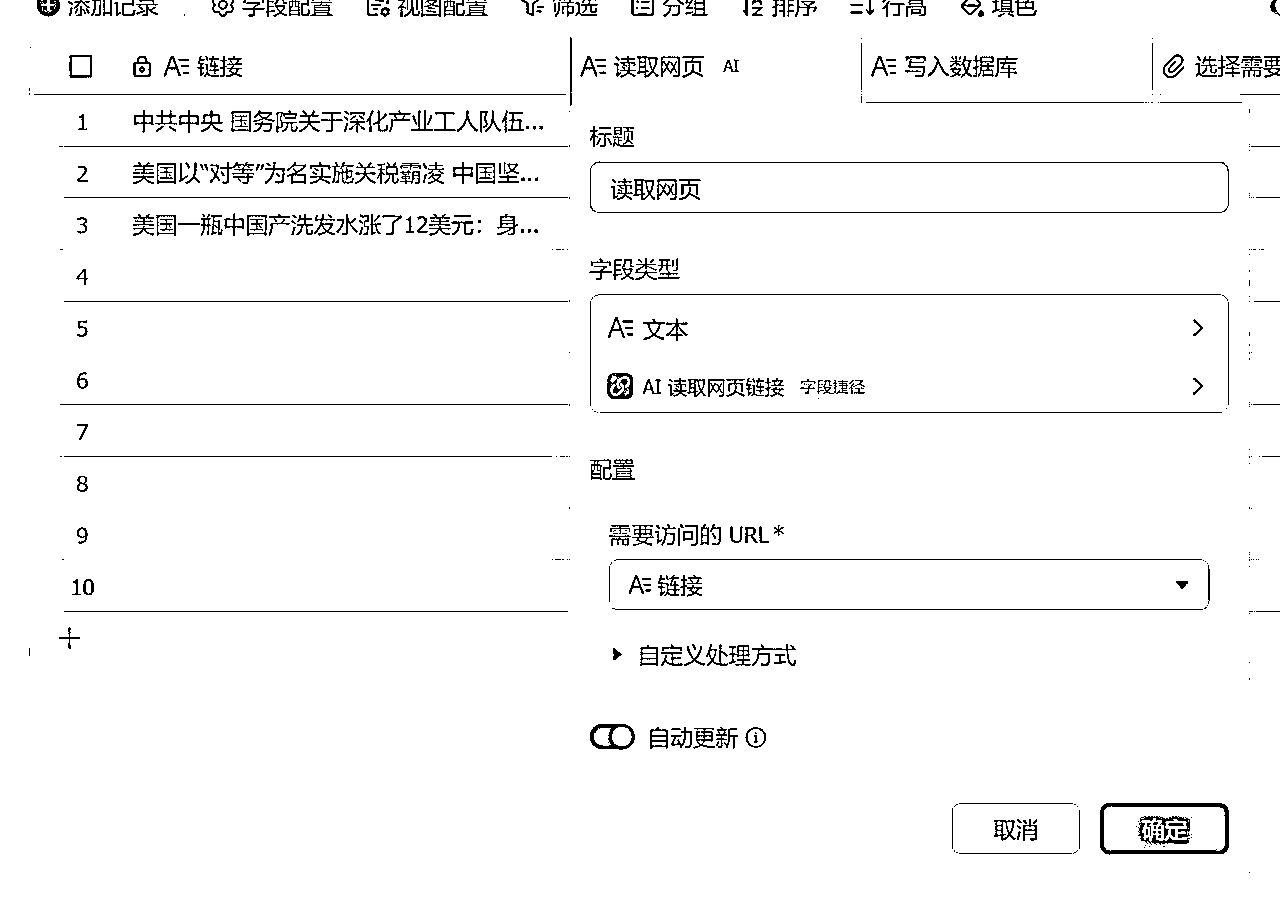 添加记录 字段配置 视图配置 筛选 分组 排序 行高 填色
链接 读取网页 AI 写入数据库 选择需要
1 中共中央 国务院关于深化产业工人队伍...
2 美国以“对等”为名实施关税霸凌 中国坚...
3 美国一瓶中国产洗发水涨了12美元：身...
4
5
6
7
8
9
10
标题
读取网页
字段类型
文本
AI 读取网页链接 字段捷径
配置
需要访问的 URL*
链接
自定义处理方式
自动更新
取消 确定